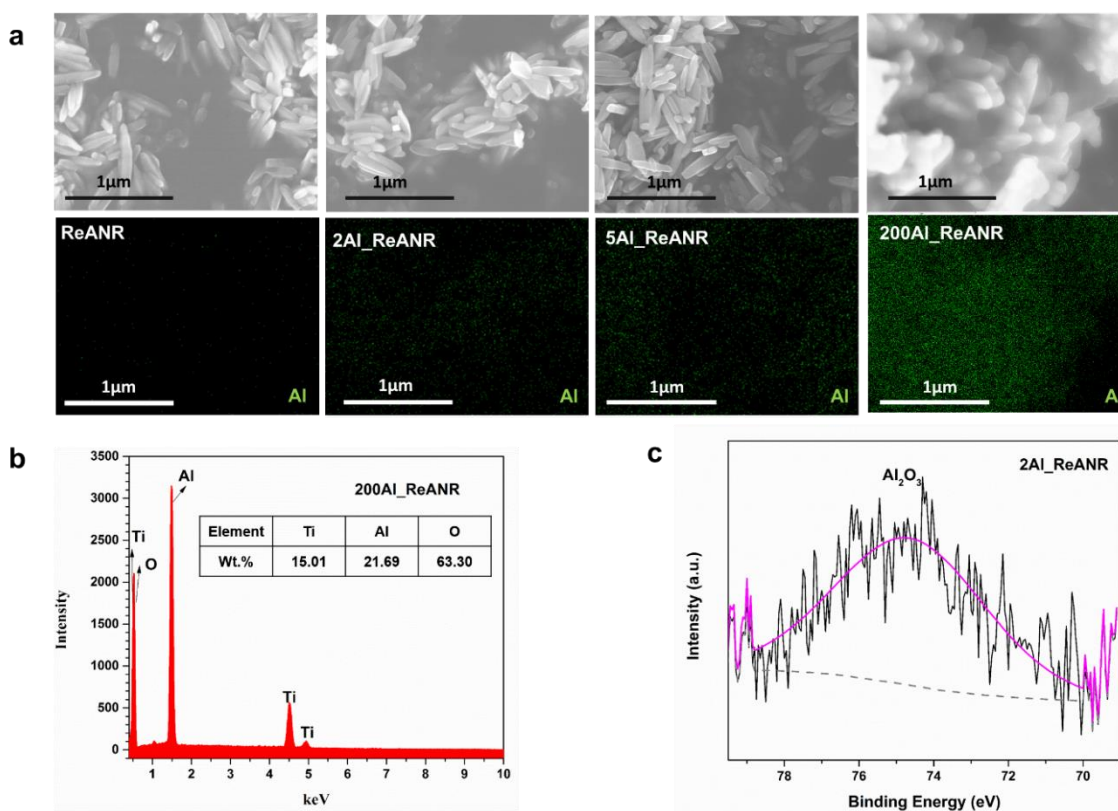 a
1µm
1µm
1µm
1µm
ReANR
2Al_ReANR
5Al_ReANR
200Al_ReANR
1µm
1µm
1µm
1µm
Al
Al
Al
A
b
3500
3000
2500
2000
1500
1000
500
0
Intensity
Al
Ti
O
Ti
Ti
200Al_ReANR
Element Ti Al O
Wt.% 15.01 21.69 63.30
1 2 3 4 5 6 7 8 9 10
keV
c
2Al_ReANR
Al₂O₃
Intensity (a.u.)
78 76 74 72 70
Binding Energy (eV)